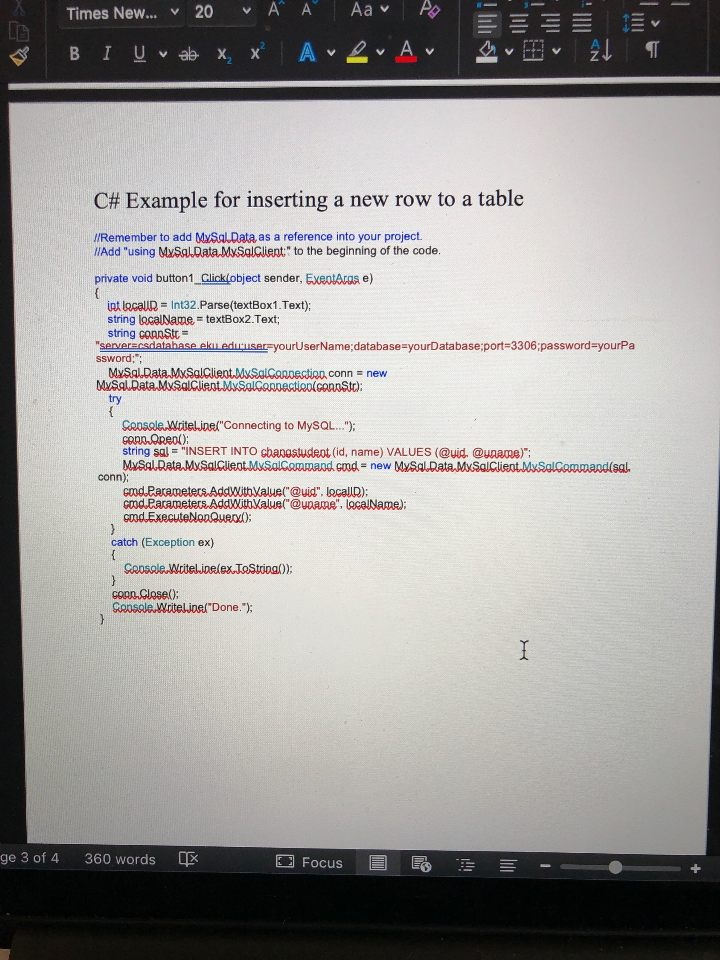 Times New... 20 A A Aa A
B I U ab X2 X2 A A A Z ¶
C# Example for inserting a new row to a table
//Remember to add MySql.Data as a reference into your project.
//Add "using MySql.Data.MySqlClient;" to the beginning of the code.
private void button1_Click(object sender, EventArgs e)
{
int localID = Int32.Parse(textBox1.Text);
string localName = textBox2.Text;
string connStr =
"server=csdatabase.eku.edu;user=yourUserName;database=yourDatabase;port=3306;password=yourPa
ssword;";
MySql.Data.MySqlClient.MySqlConnection conn = new
MySql.Data.MySqlClient.MySqlConnection(connStr);
try
{
Console.WriteLine("Connecting to MySQL...");
conn.Open();
string sql = "INSERT INTO changstudent (id, name) VALUES (@uid, @uname)";
MySql.Data.MySqlClient.MySqlCommand cmd = new MySql.Data.MySqlClient.MySqlCommand(sql,
conn);
cmd.Parameters.AddWithValue("@uid", localID);
cmd.Parameters.AddWithValue("@uname", localName);
cmd.ExecuteNonQuery();
}
catch (Exception ex)
{
Console.WriteLine(ex.ToString());
}
conn.Close();
Console.WriteLine("Done.");
}
ge 3 of 4 360 words Focus